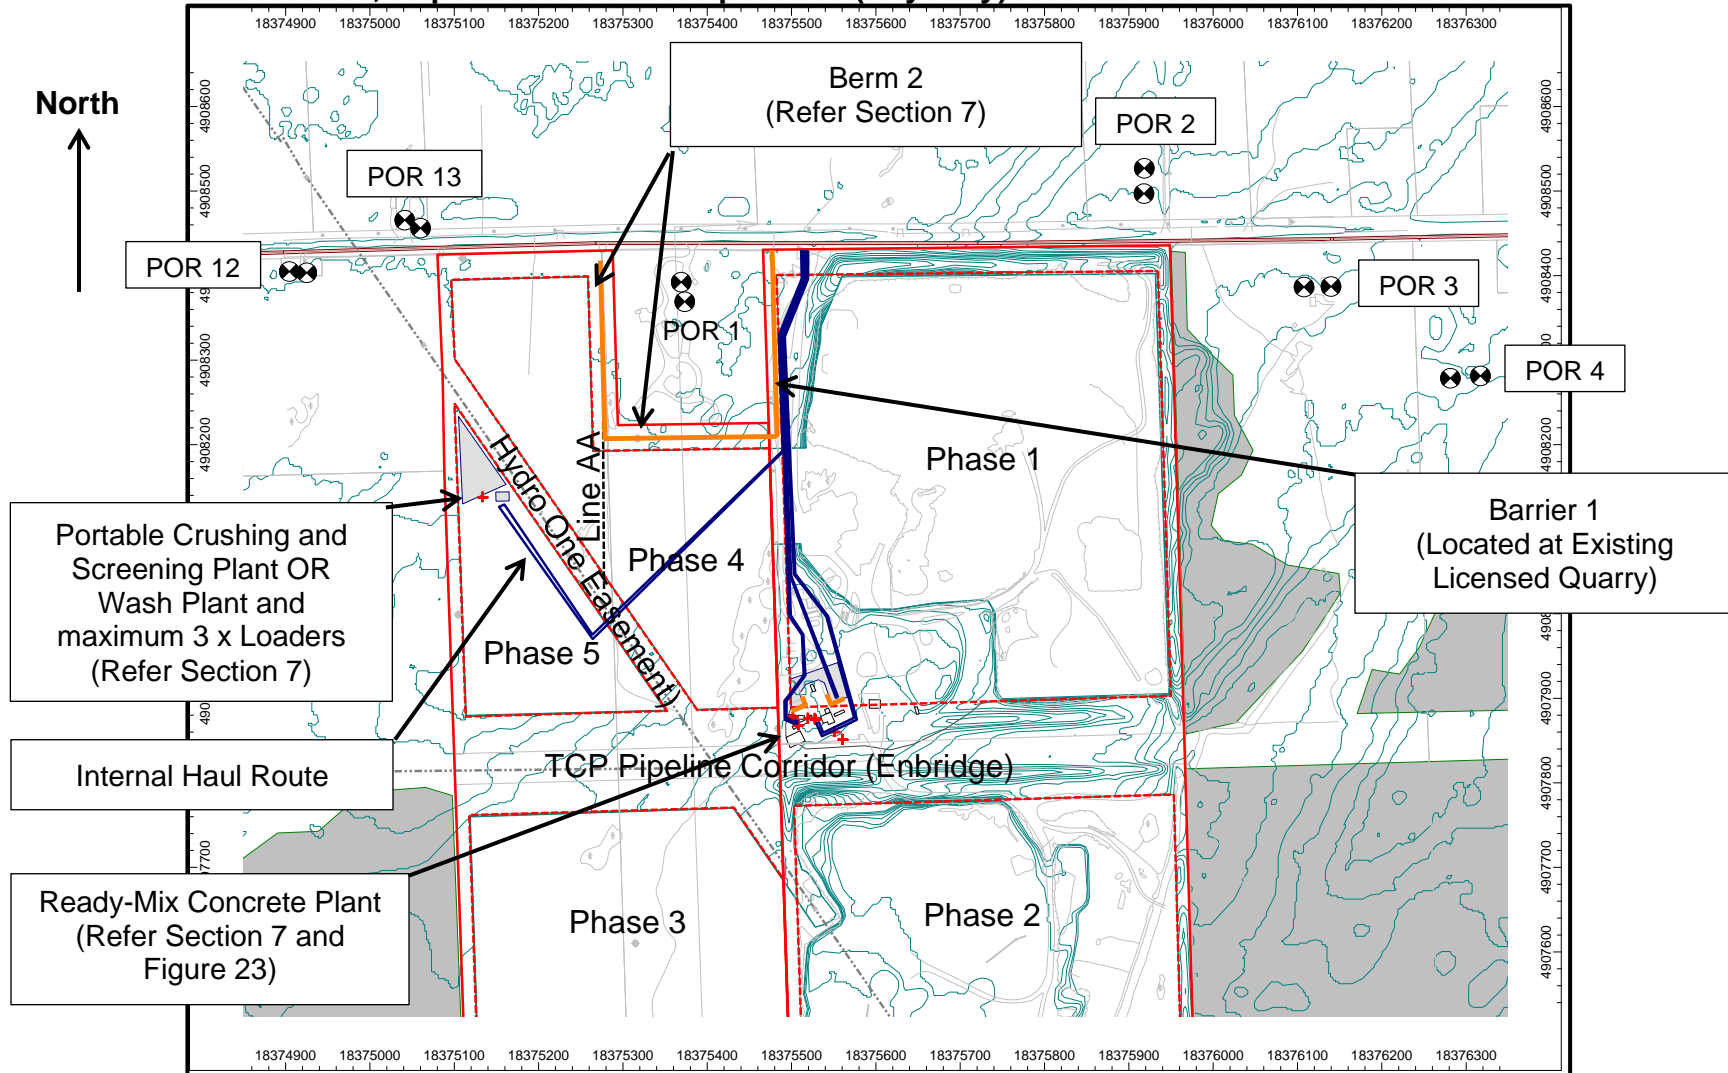 18374900 18375000 18375100 18375200 18375300 18375400 18375500 18375600 18375700 18375800 18375900 18376000 18376100 18376200 18376300
North
Berm 2
(Refer Section 7)
POR 2
POR 13
POR 12
POR 1
POR 3
POR 4
4908600
4908500
4908300
4908200
4908600
4908500
4908400
4908200
Phase 1
Line AA
Hydro One Easement)
Phase 4
Phase 5
Barrier 1
(Located at Existing
Licensed Quarry)
Portable Crushing and
Screening Plant OR
Wash Plant and
maximum 3 x Loaders
(Refer Section 7)
Internal Haul Route
TCP Pipeline Corridor (Enbridge)
4907900
4907800
4907700
4907600
Ready-Mix Concrete Plant
(Refer Section 7 and
Figure 23)
Phase 3
Phase 2
18374900 18375000 18375100 18375200 18375300 18375400 18375500 18375600 18375700 18375800 18375900 18376000 18376100 18376200 18376300